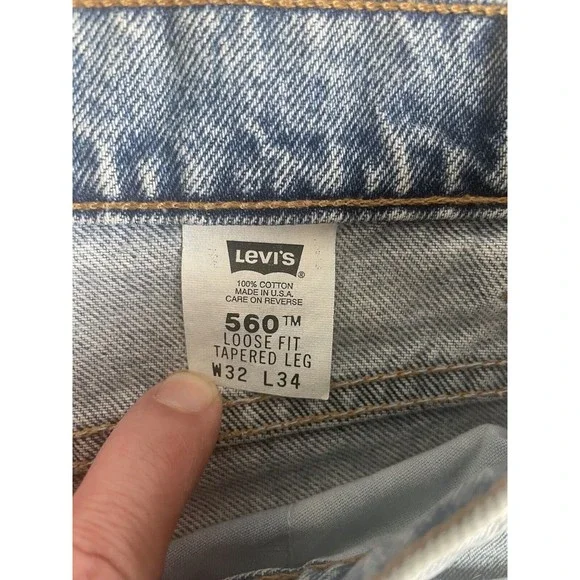 LEVI'S
®
100% COTTON
MADE IN U.S.A.
CARE ON REVERSE
560™
LOOSE FIT
TAPERED LEG
W32 L34